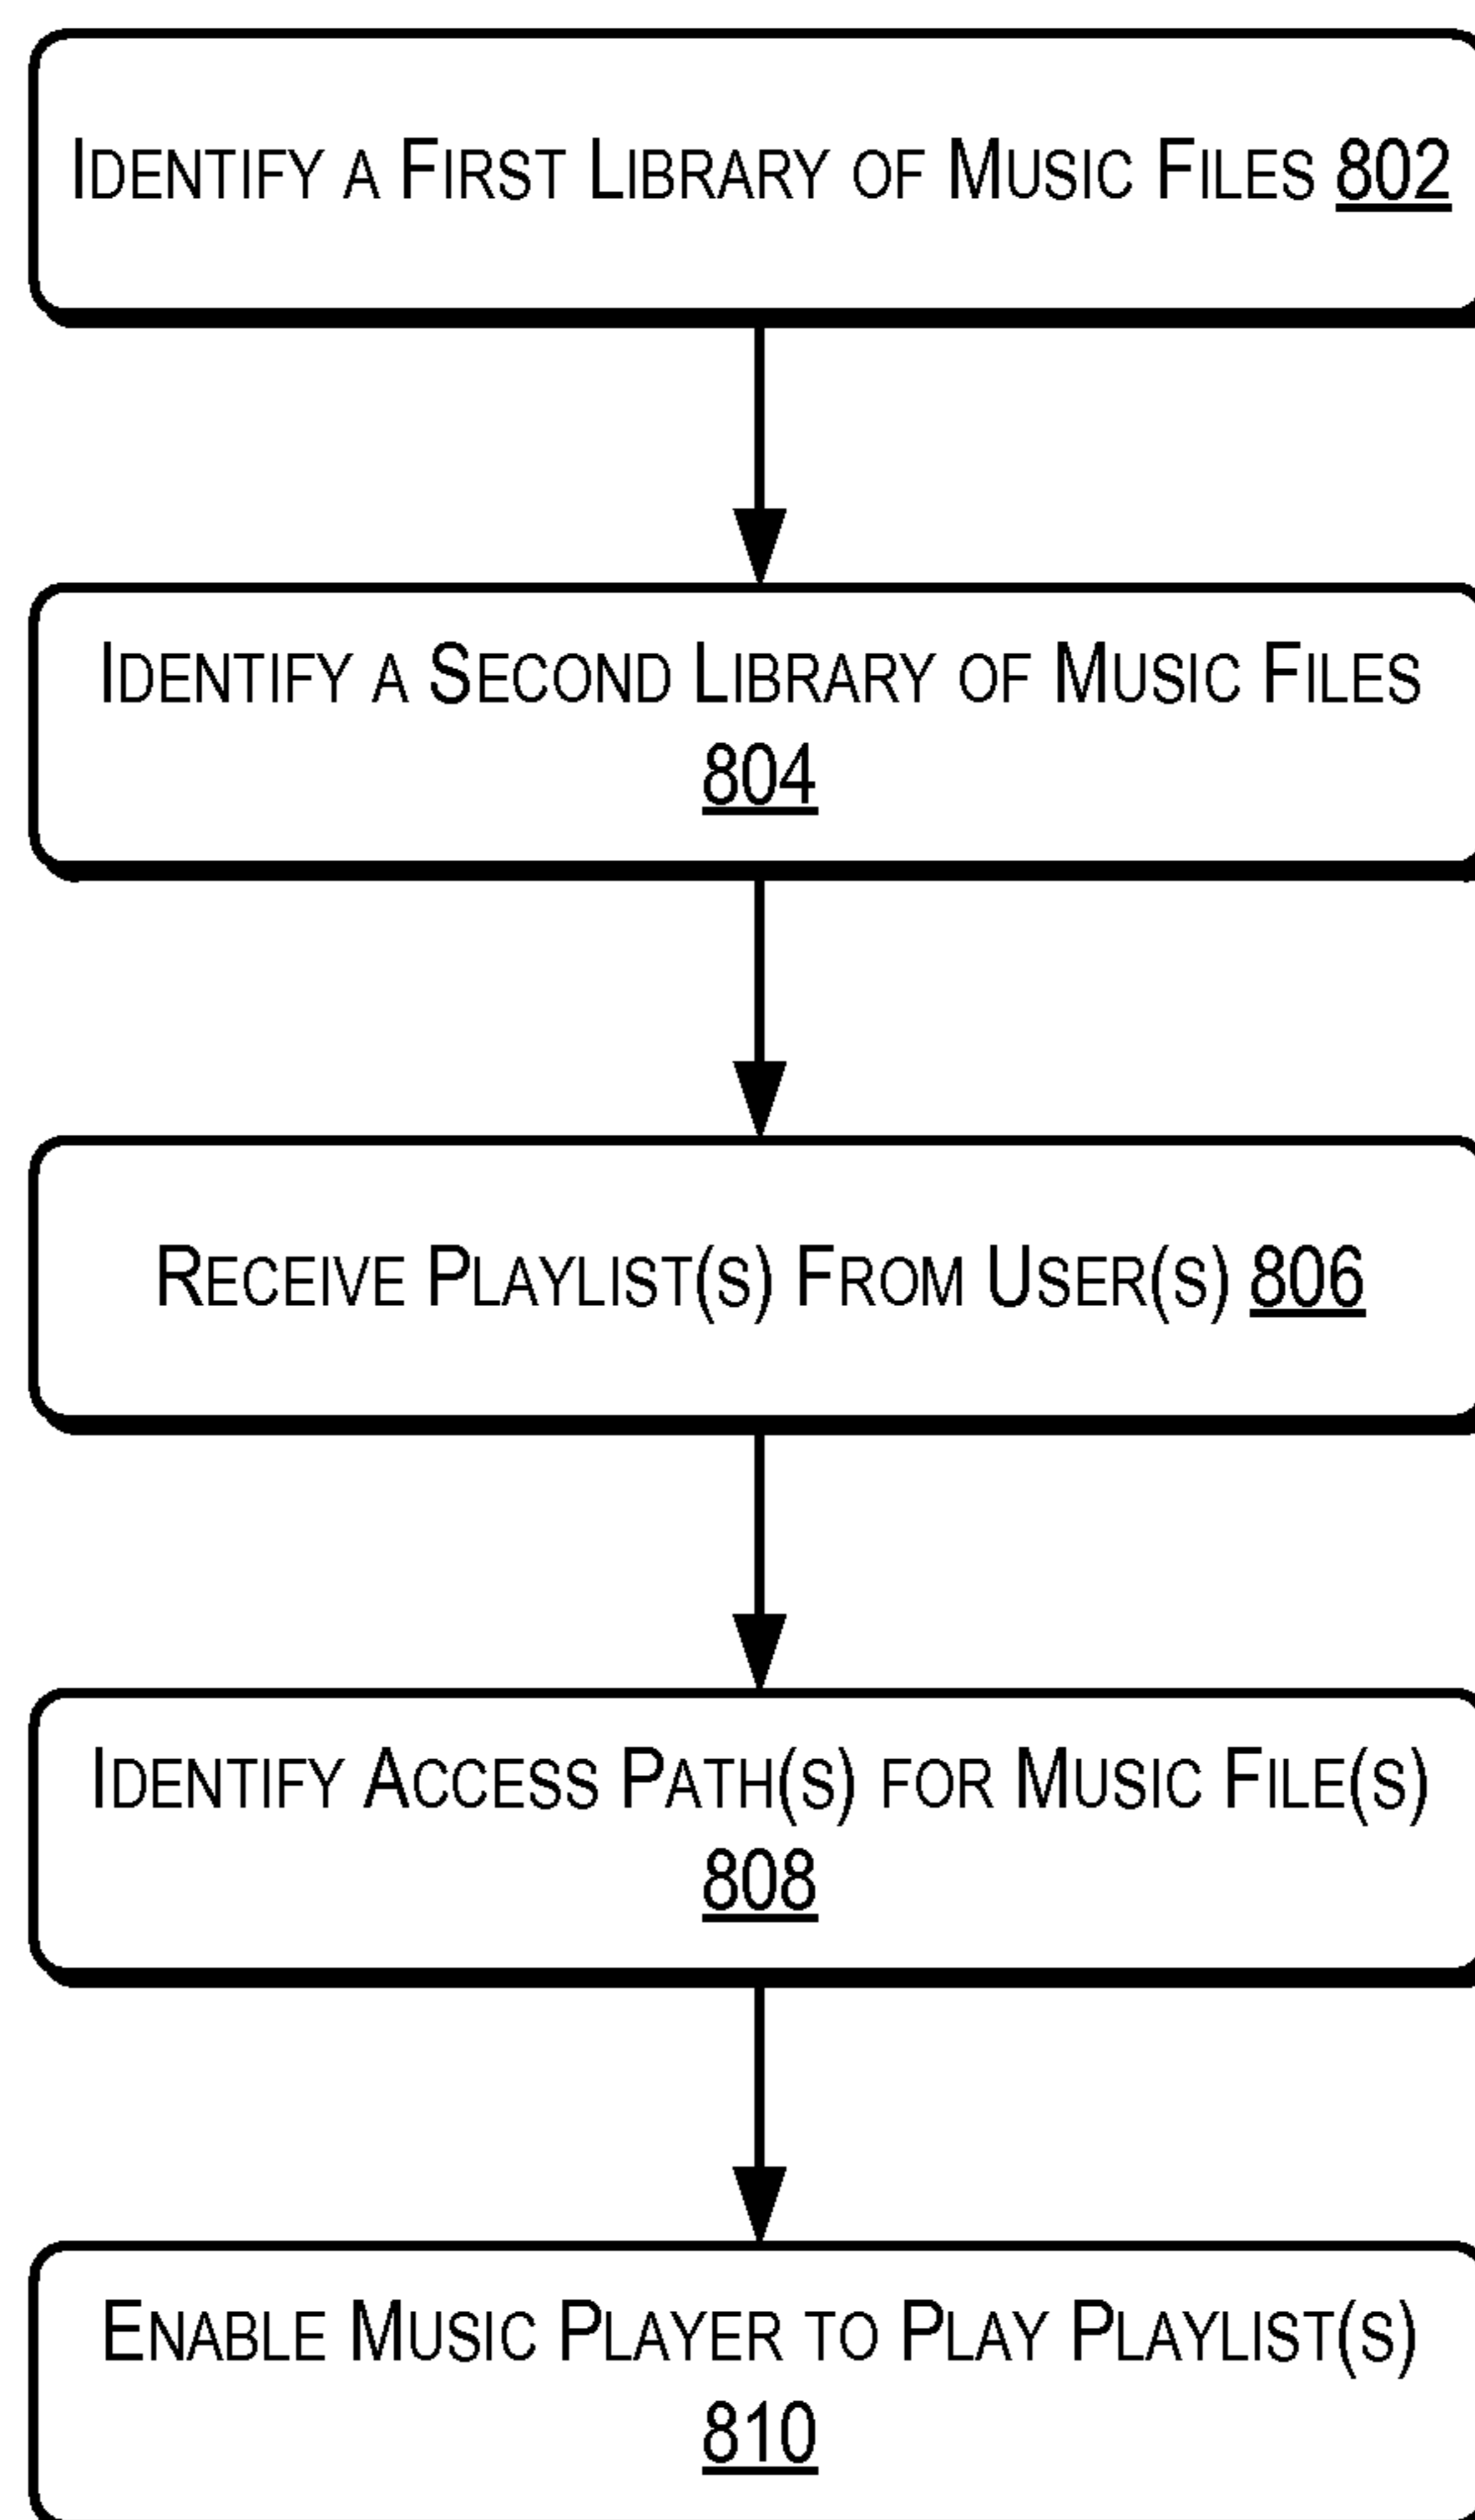 Identify a First Library of Music Files 802
Identify a Second Library of Music Files
804
Receive Playlist(s) From User(s) 806
Identify Access Path(s) for Music File(s)
808
Enable Music Player to Play Playlist(s)
810